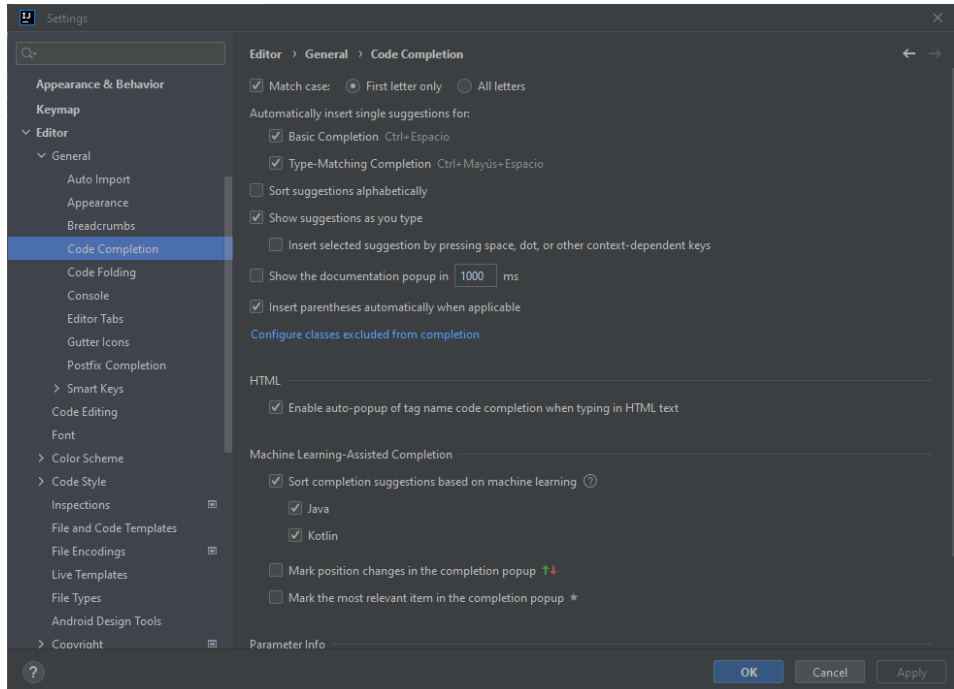 Settings
Appearance & Behavior
Keymap
Editor
General
Auto Import
Appearance
Breadcrumbs
Code Completion
Code Folding
Console
Editor Tabs
Gutter Icons
Postfix Completion
Smart Keys
Code Editing
Font
Color Scheme
Code Style
Inspections
File and Code Templates
File Encodings
Live Templates
File Types
Android Design Tools
Copyright
Editor > General > Code Completion
Match case: First letter only All letters
Automatically insert single suggestions for:
Basic Completion Ctrl+Espacio
Type-Matching Completion Ctrl+Mayús+Espacio
Sort suggestions alphabetically
Show suggestions as you type
Insert selected suggestion by pressing space, dot, or other context-dependent keys
Show the documentation popup in 1000 ms
Insert parentheses automatically when applicable
Configure classes excluded from completion
HTML
Enable auto-popup of tag name code completion when typing in HTML text
Machine Learning-Assisted Completion
Sort completion suggestions based on machine learning ?
Java
Kotlin
Mark position changes in the completion popup
Mark the most relevant item in the completion popup
Parameter Info
? OK Cancel Apply